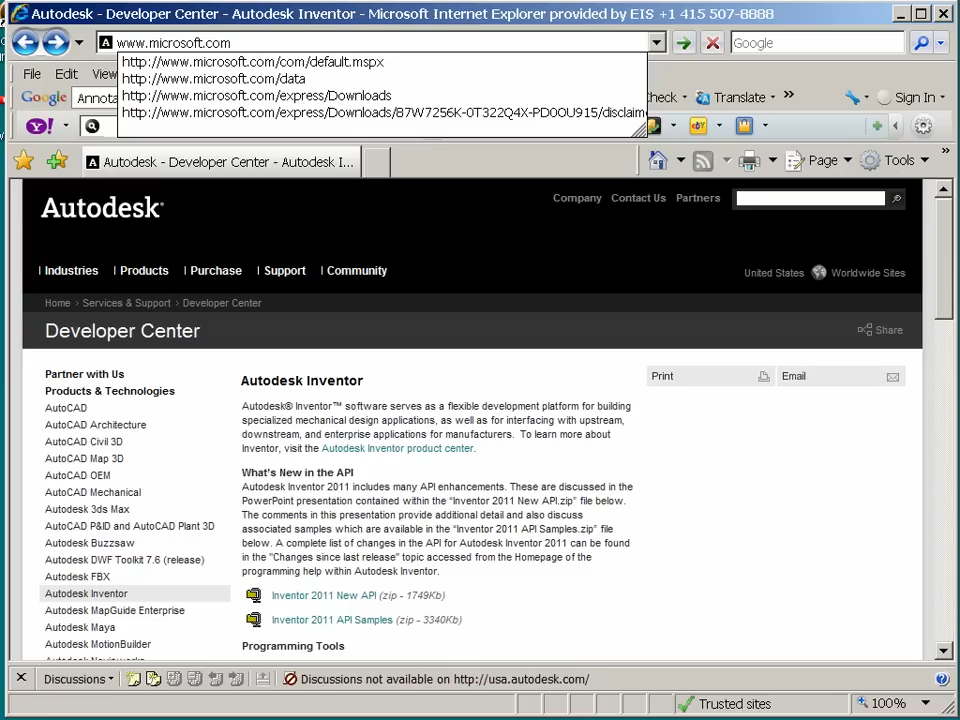 Autodesk - Developer Center - Autodesk Inventor - Microsoft Internet Explorer provided by EIS +1 415 507-8888
www.microsoft.com
Google
http://www.microsoft.com/com/default.mspx
http://www.microsoft.com/data
http://www.microsoft.com/express/Downloads
http://www.microsoft.com/express/Downloads/87W7256K-0T322Q4X-PD0OU915/disclaim
File Edit View
Google Annota Check Translate » Sign In
Y!
Autodesk - Developer Center - Autodesk I... Page Tools »
Autodesk
Company Contact Us Partners
Industries Products Purchase Support Community
United States Worldwide Sites
Home › Services & Support › Developer Center
Developer Center
Share
Partner with Us
Products & Technologies
AutoCAD
AutoCAD Architecture
AutoCAD Civil 3D
AutoCAD Map 3D
AutoCAD OEM
AutoCAD Mechanical
Autodesk 3ds Max
AutoCAD P&ID and AutoCAD Plant 3D
Autodesk Buzzsaw
Autodesk DWF Toolkit 7.6 (release)
Autodesk FBX
Autodesk Inventor
Autodesk MapGuide Enterprise
Autodesk Maya
Autodesk MotionBuilder
Autodesk Navisworks
Autodesk Inventor
Autodesk® Inventor™ software serves as a flexible development platform for building
specialized mechanical design applications, as well as for interfacing with upstream,
downstream, and enterprise applications for manufacturers. To learn more about
Inventor, visit the Autodesk Inventor product center.
What's New in the API
Autodesk Inventor 2011 includes many API enhancements. These are discussed in the
PowerPoint presentation contained within the “Inventor 2011 New API.zip” file below.
The comments in this presentation provide additional detail and also discuss
associated samples which are available in the “Inventor 2011 API Samples.zip” file
below. A complete list of changes in the API for Autodesk Inventor 2011 can be found
in the "Changes since last release" topic accessed from the Homepage of the
programming help within Autodesk Inventor.
Inventor 2011 New API (zip - 1749Kb)
Inventor 2011 API Samples (zip - 3340Kb)
Programming Tools
Print
Email
Discussions
Discussions not available on http://usa.autodesk.com/
Trusted sites
100%